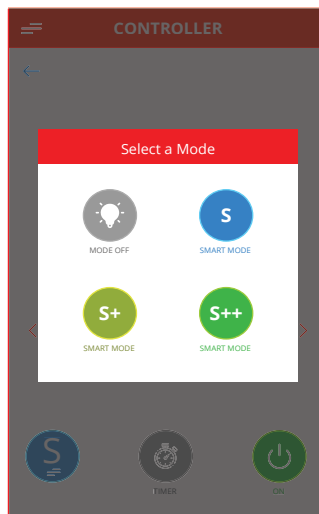 CONTROLLER
Select a Mode
S
MODE OFF
SMART MODE
S+
S++
SMART MODE
SMART MODE
S
TIMER
ON